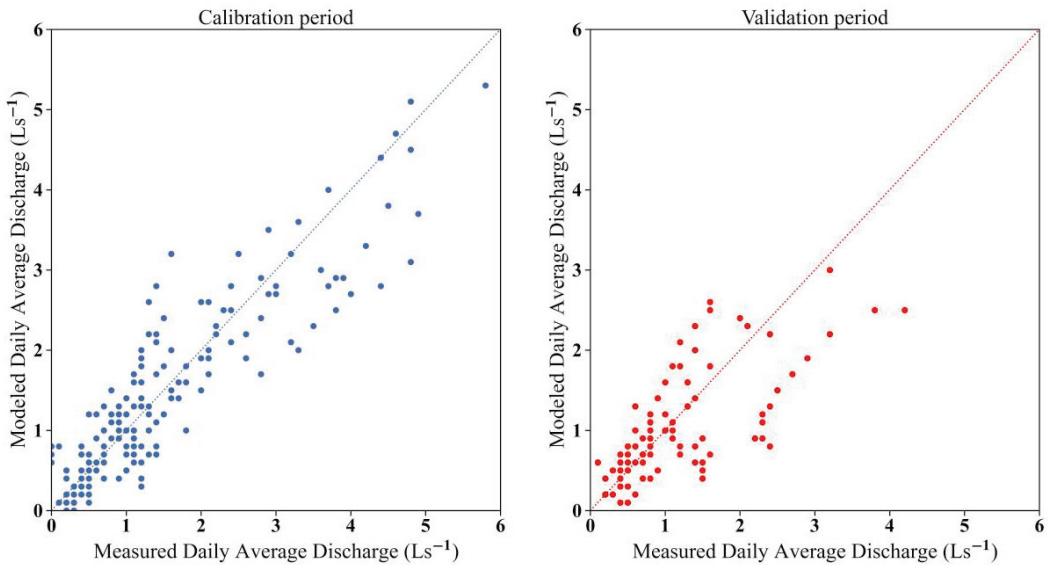 Calibration period
Modeled Daily Average Discharge (Ls⁻¹)
6
5
4
3
2
1
0
0 1 2 3 4 5 6
Measured Daily Average Discharge (Ls⁻¹)
Validation period
Modeled Daily Average Discharge (Ls⁻¹)
6
5
4
3
2
1
0
0 1 2 3 4 5 6
Measured Daily Average Discharge (Ls⁻¹)